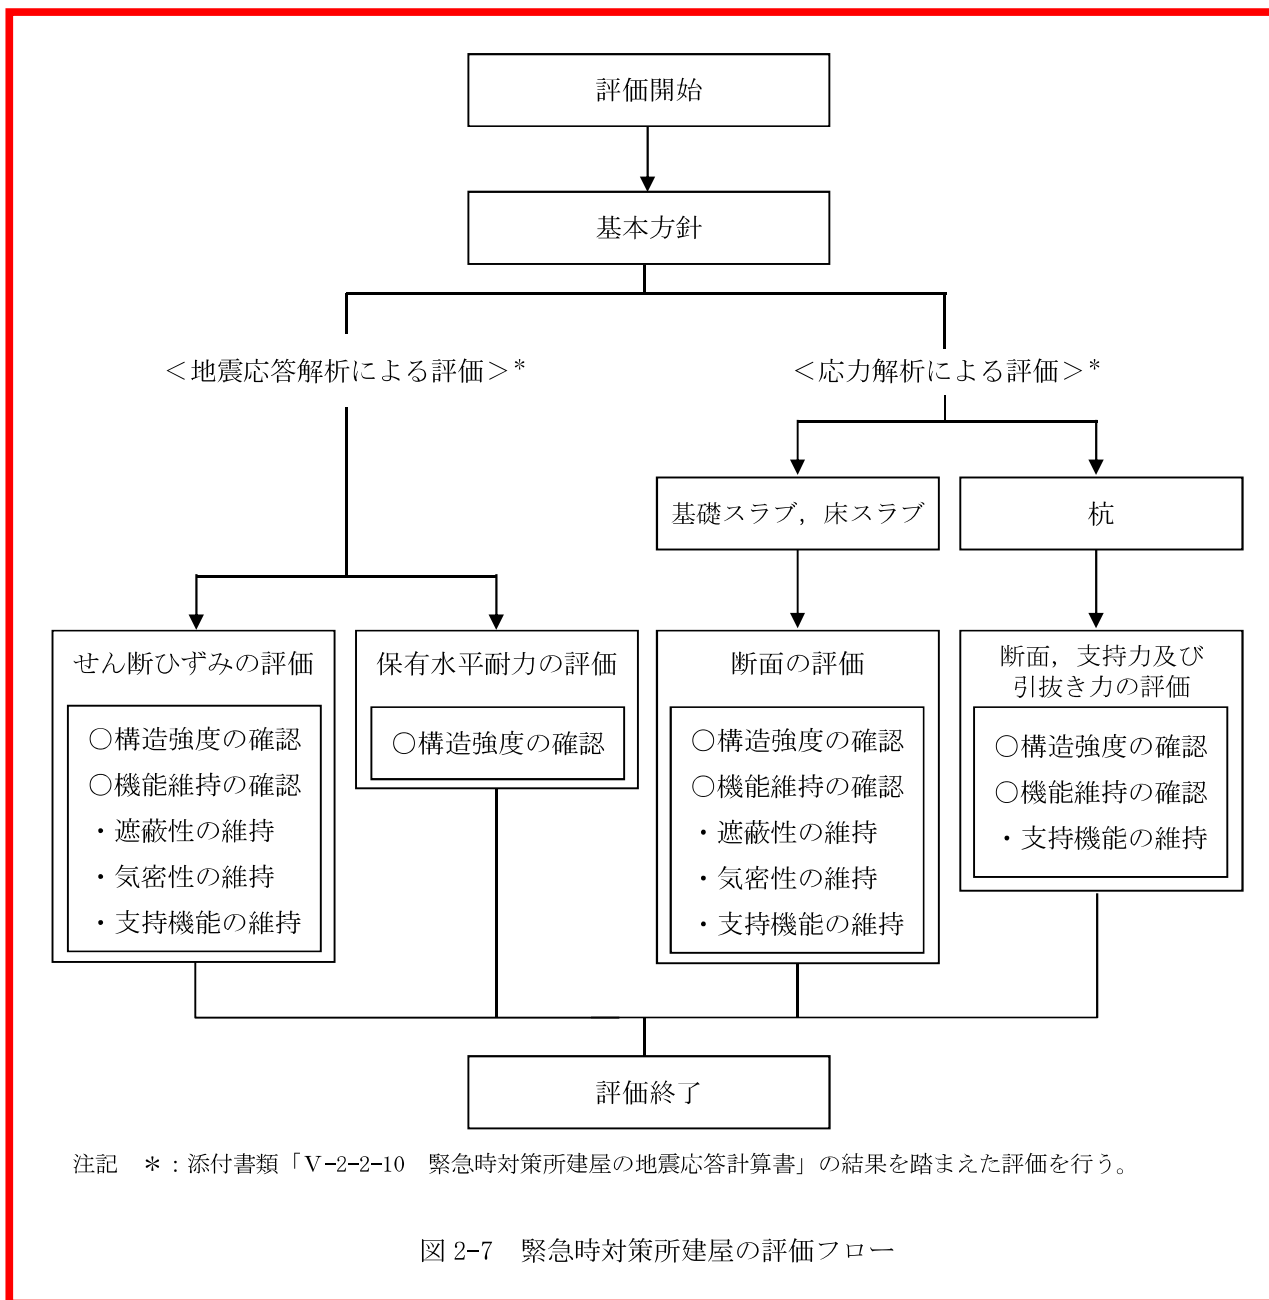 評価開始
基本方針
＜地震応答解析による評価＞*
＜応力解析による評価＞*
基礎スラブ，床スラブ
杭
せん断ひずみの評価
○構造強度の確認
○機能維持の確認
・遮蔽性の維持
・気密性の維持
・支持機能の維持
保有水平耐力の評価
○構造強度の確認
断面の評価
○構造強度の確認
○機能維持の確認
・遮蔽性の維持
・気密性の維持
・支持機能の維持
断面，支持力及び
引抜き力の評価
○構造強度の確認
○機能維持の確認
・支持機能の維持
評価終了
注記　＊：添付書類「Ⅴ-2-2-10　緊急時対策所建屋の地震応答計算書」の結果を踏まえた評価を行う。
図 2-7　緊急時対策所建屋の評価フロー